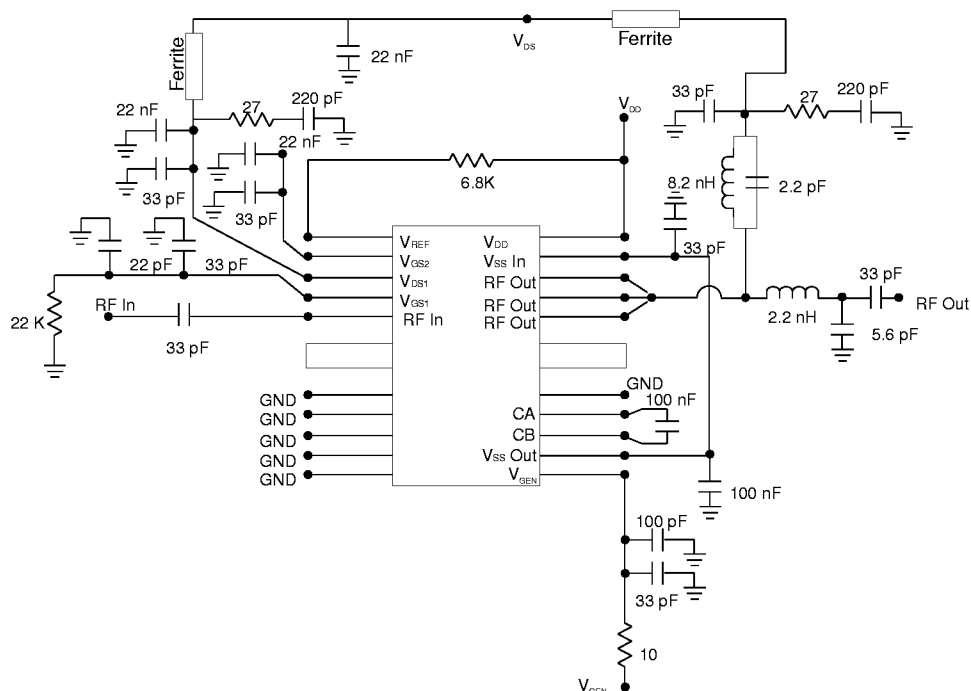 Ferrite
22 nF
VDS
Ferrite
22 nF
27
220 pF
22 nF
33 pF
33 pF
VDD
6.8K
33 pF
27
220 pF
8.2 nH
2.2 pF
33 pF
22 pF
33 pF
22 K
RF In
33 pF
VREF
VGS2
VDS1
VGS1
RF In
VDD
VSS In
RF Out
RF Out
RF Out
2.2 nH
33 pF
RF Out
5.6 pF
GND
GND
GND
GND
GND
GND
100 nF
CA
CB
VSS Out
VGEN
100 nF
100 pF
33 pF
10
VGEN